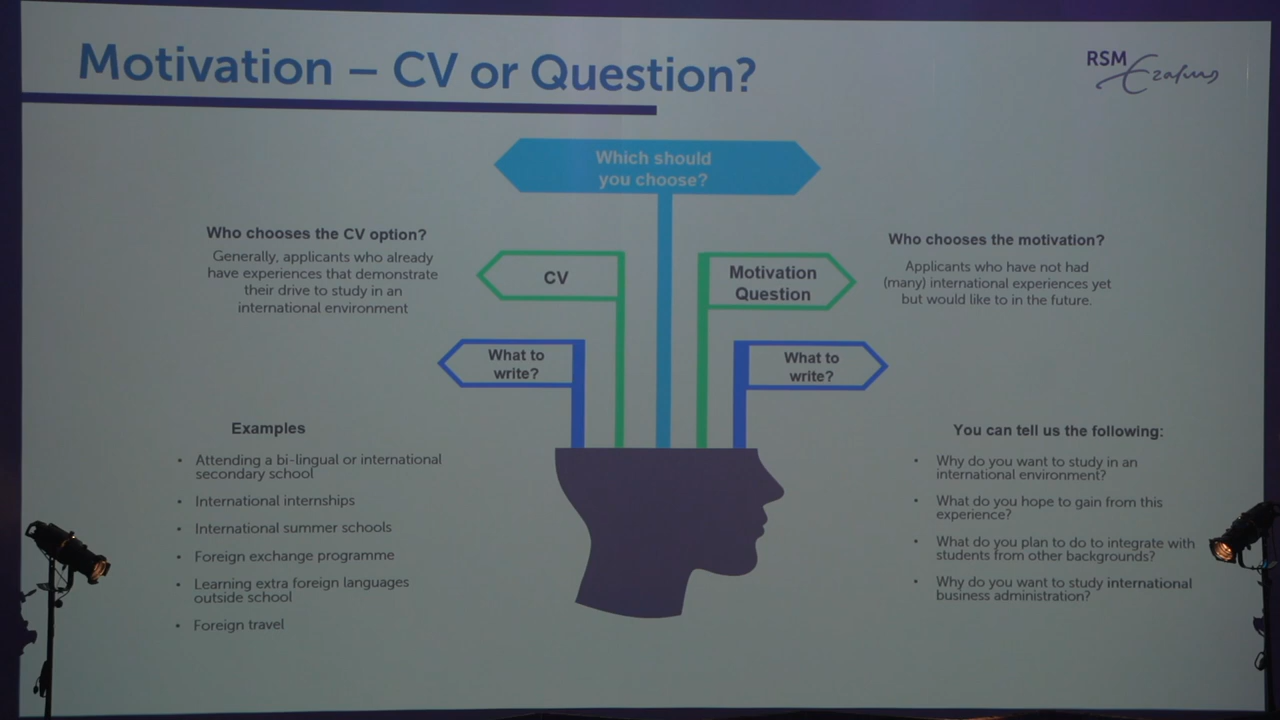 Motivation – CV or Question?
RSM
Erasmus
Which should
you choose?
Who chooses the CV option?
Generally, applicants who already
have experiences that demonstrate
their drive to study in an
international environment
CV
Motivation
Question
Who chooses the motivation?
Applicants who have not had
(many) international experiences yet
but would like to in the future.
What to
write?
What to
write?
Examples
• Attending a bi-lingual or international
secondary school
• International internships
• International summer schools
• Foreign exchange programme
• Learning extra foreign languages
outside school
• Foreign travel
You can tell us the following:
• Why do you want to study in an
international environment?
• What do you hope to gain from this
experience?
• What do you plan to do to integrate with
students from other backgrounds?
• Why do you want to study international
business administration?